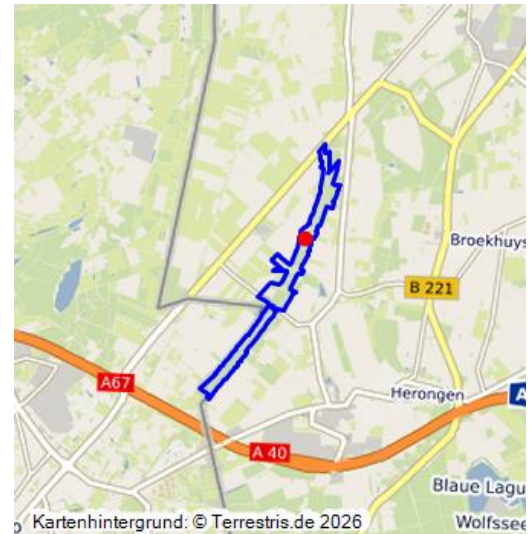 Broekhuys
B 221
A67
Herongen
A
A 40
Blaue Lagu
Wolfssee
o
Kartenhintergrund: © Terrestris.de 2026